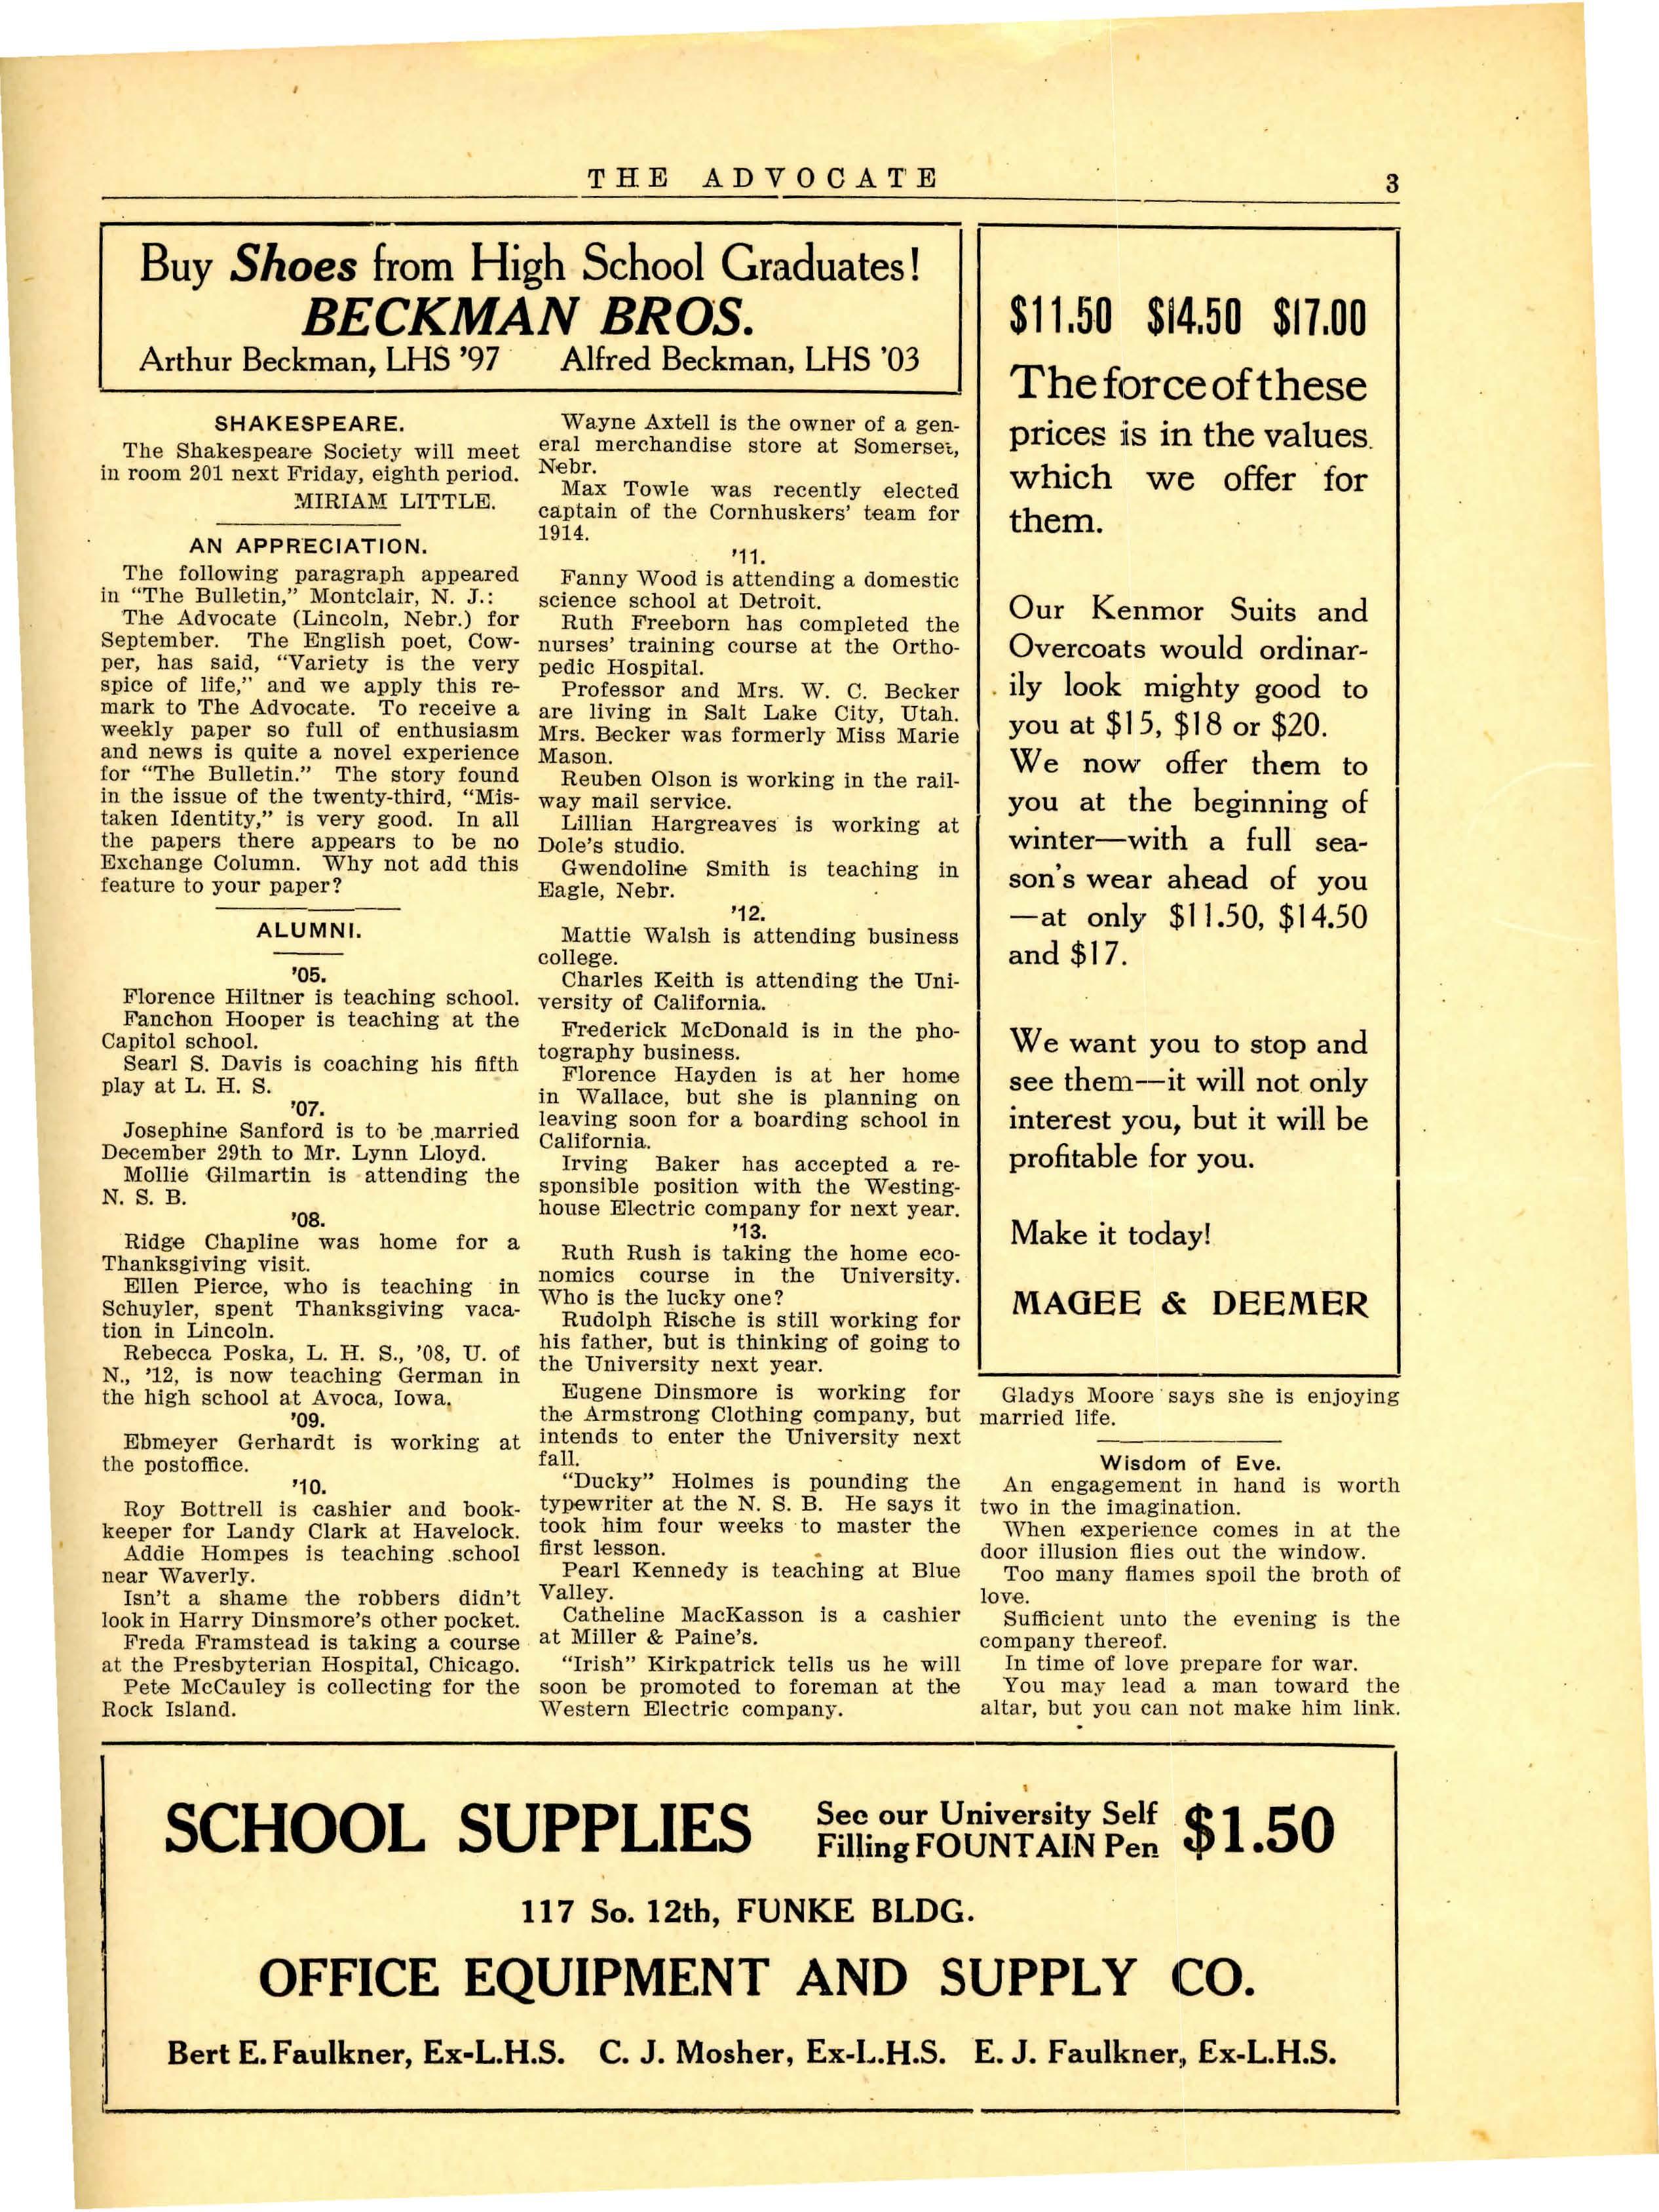 THE ADVOCATE
3
Buy Shoes from High School Graduates!
BECKMAN BROS.
Arthur Beckman, LHS '97 Alfred Beckman, LHS '03
SHAKESPEARE.
The Shakespeare Society will meet
in room 201 next Friday, eighth period.
MIRIAM LITTLE.
AN APPRECIATION.
The following paragraph appeared
in "The Bulletin," Montclair, N. J.:
The Advocate (Lincoln, Nebr.) for
September. The English poet, Cow-
per, has said, "Variety is the very
spice of life," and we apply this re-
mark to The Advocate. To receive a
weekly paper so full of enthusiasm
and news is quite a novel experience
for "The Bulletin." The story found
in the issue of the twenty-third, "Mis-
taken Identity," is very good. In all
the papers there appears to be no
Exchange Column. Why not add this
feature to your paper?
ALUMNI.
'05.
Florence Hiltner is teaching school.
Fanchon Hooper is teaching at the
Capitol school.
Searl S. Davis is coaching his fifth
play at L. H. S.
'07.
Josephine Sanford is to be married
December 29th to Mr. Lynn Lloyd.
Mollie Gilmartin is attending the
N. S. B.
'08.
Ridge Chapline was home for a
Thanksgiving visit.
Ellen Pierce, who is teaching in
Schuyler, spent Thanksgiving vaca-
tion in Lincoln.
Rebecca Poska, L. H. S., '08, U. of
N., '12, is now teaching German in
the high school at Avoca, Iowa.
'09.
Ebmeyer Gerhardt is working at
the postoffice.
'10.
Roy Bottrell is cashier and book-
keeper for Landy Clark at Havelock.
Addie Hompes is teaching school
near Waverly.
Isn't a shame the robbers didn't
look in Harry Dinsmore's other pocket.
Freda Framstead is taking a course
at the Presbyterian Hospital, Chicago.
Pete McCauley is collecting for the
Rock Island.
Wayne Axtell is the owner of a gen-
eral merchandise store at Somerset,
Nebr.
Max Towle was recently elected
captain of the Cornhuskers' team for
1914.
'11.
Fanny Wood is attending a domestic
science school at Detroit.
Ruth Freeborn has completed the
nurses' training course at the Ortho-
pedic Hospital.
Professor and Mrs. W. C. Becker
are living in Salt Lake City, Utah.
Mrs. Becker was formerly Miss Marie
Mason.
Reuben Olson is working in the rail-
way mail service.
Lillian Hargreaves is working at
Dole's studio.
Gwendoline Smith is teaching in
Eagle, Nebr.
'12.
Mattie Walsh is attending business
college.
Charles Keith is attending the Uni-
versity of California.
Frederick McDonald is in the pho-
tography business.
Florence Hayden is at her home
in Wallace, but she is planning on
leaving soon for a boarding school in
California.
Irving Baker has accepted a re-
sponsible position with the Westing-
house Electric company for next year.
'13.
Ruth Rush is taking the home eco-
nomics course in the University.
Who is the lucky one?
Rudolph Rische is still working for
his father, but is thinking of going to
the University next year.
Eugene Dinsmore is working for
the Armstrong Clothing company, but
intends to enter the University next
fall.
"Ducky" Holmes is pounding the
typewriter at the N. S. B. He says it
took him four weeks to master the
first lesson.
Pearl Kennedy is teaching at Blue
Valley.
Catheline MacKasson is a cashier
at Miller & Paine's.
"Irish" Kirkpatrick tells us he will
soon be promoted to foreman at the
Western Electric company.
$11.50 $14.50 $17.00
The force of these
prices is in the values
which we offer for
them.
Our Kenmor Suits and
Overcoats would ordinar-
ily look mighty good to
you at $15, $18 or $20.
We now offer them to
you at the beginning of
winter—with a full sea-
son's wear ahead of you
—at only $11.50, $14.50
and $17.
We want you to stop and
see them—it will not only
interest you, but it will be
profitable for you.
Make it today!
MAGEE & DEEMER
Gladys Moore says she is enjoying
married life.
Wisdom of Eve.
An engagement in hand is worth
two in the imagination.
When experience comes in at the
door illusion flies out the window.
Too many flames spoil the broth of
love.
Sufficient unto the evening is the
company thereof.
In time of love prepare for war.
You may lead a man toward the
altar, but you can not make him link.
SCHOOL SUPPLIES
See our University Self
Filling FOUNTAIN Pen
$1.50
117 So. 12th, FUNKE BLDG.
OFFICE EQUIPMENT AND SUPPLY CO.
Bert E. Faulkner, Ex-L.H.S. C. J. Mosher, Ex-L.H.S. E. J. Faulkner, Ex-L.H.S.